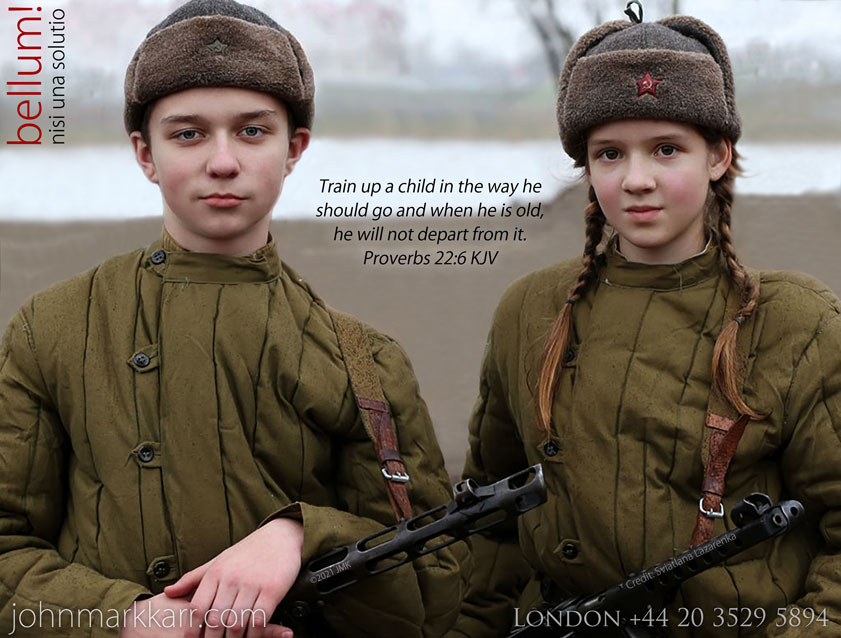 bellum!
nisi una solutio
Train up a child in the way he
should go and when he is old,
he will not depart from it.
Proverbs 22:6 KJV
©2021 JMK
Credit: Sviatlana Lazarenka
johnmarkkarr.com
LONDON +44 20 3529 5894